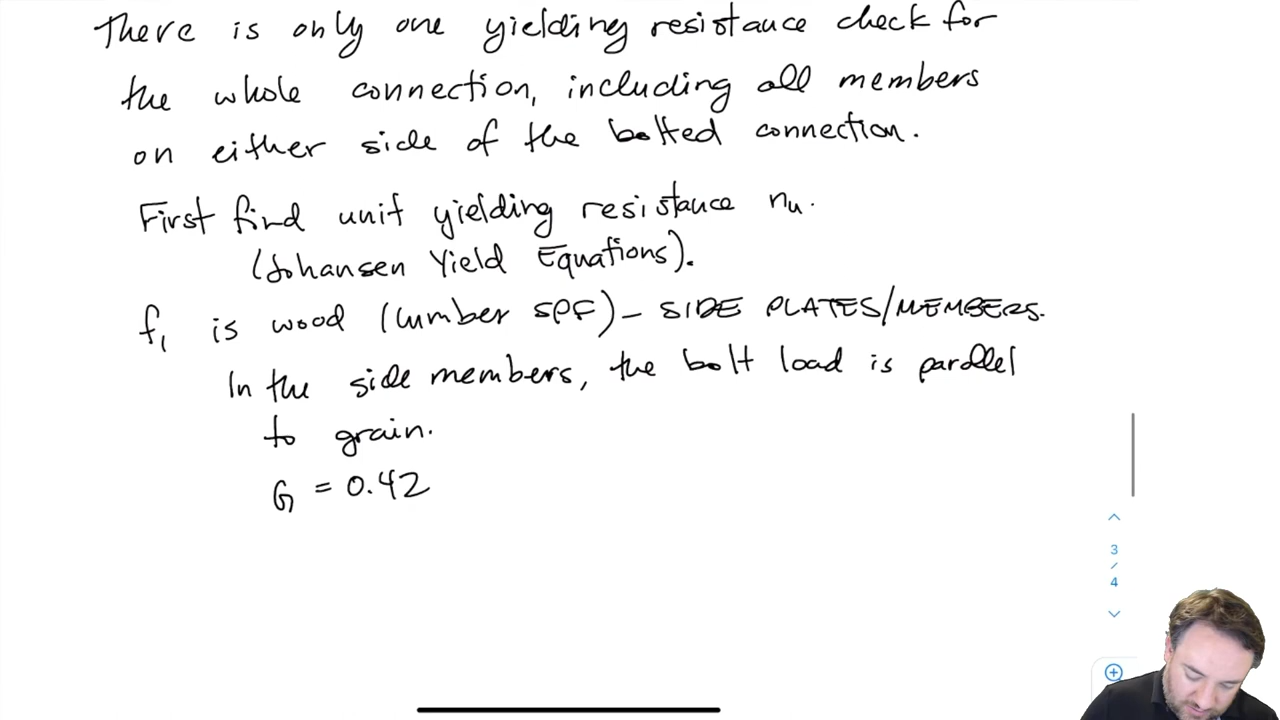 There is only one yielding resistance check for
the whole connection, including all members
on either side of the bolted connection.
First find unit yielding resistance nu.
(Johansen Yield Equations).
f1 is wood (lumber SPF) - SIDE PLATES/MEMBERS.
In the side members, the bolt load is parallel
to grain.
G = 0.42
3
/
4